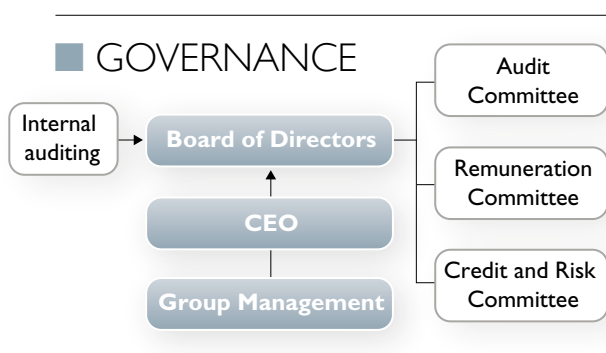 GOVERNANCE
Internal
auditing
Board of Directors
CEO
Group Management
Audit
Committee
Remuneration
Committee
Credit and Risk
Committee